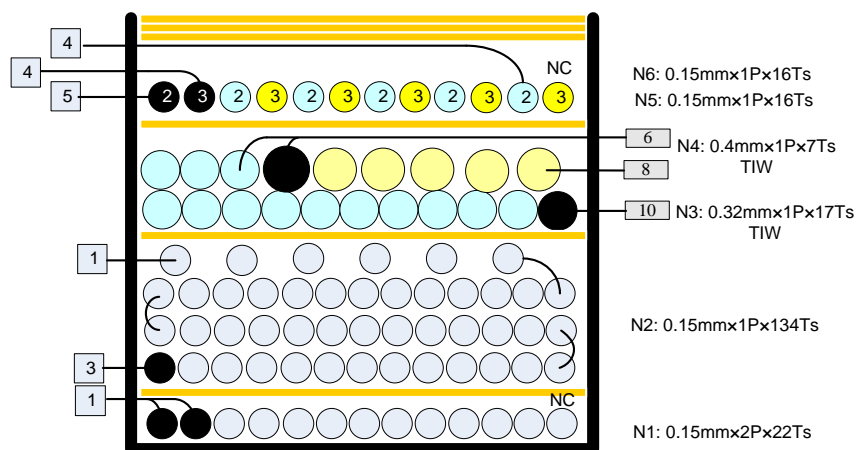 4
NC
4
N6: 0.15mm×1P×16Ts
5
2 3 2 3 2 3 2 3 2 3 2 3
N5: 0.15mm×1P×16Ts
6
N4: 0.4mm×1P×7Ts
TIW
8
10
N3: 0.32mm×1P×17Ts
TIW
1
N2: 0.15mm×1P×134Ts
3
1
NC
N1: 0.15mm×2P×22Ts